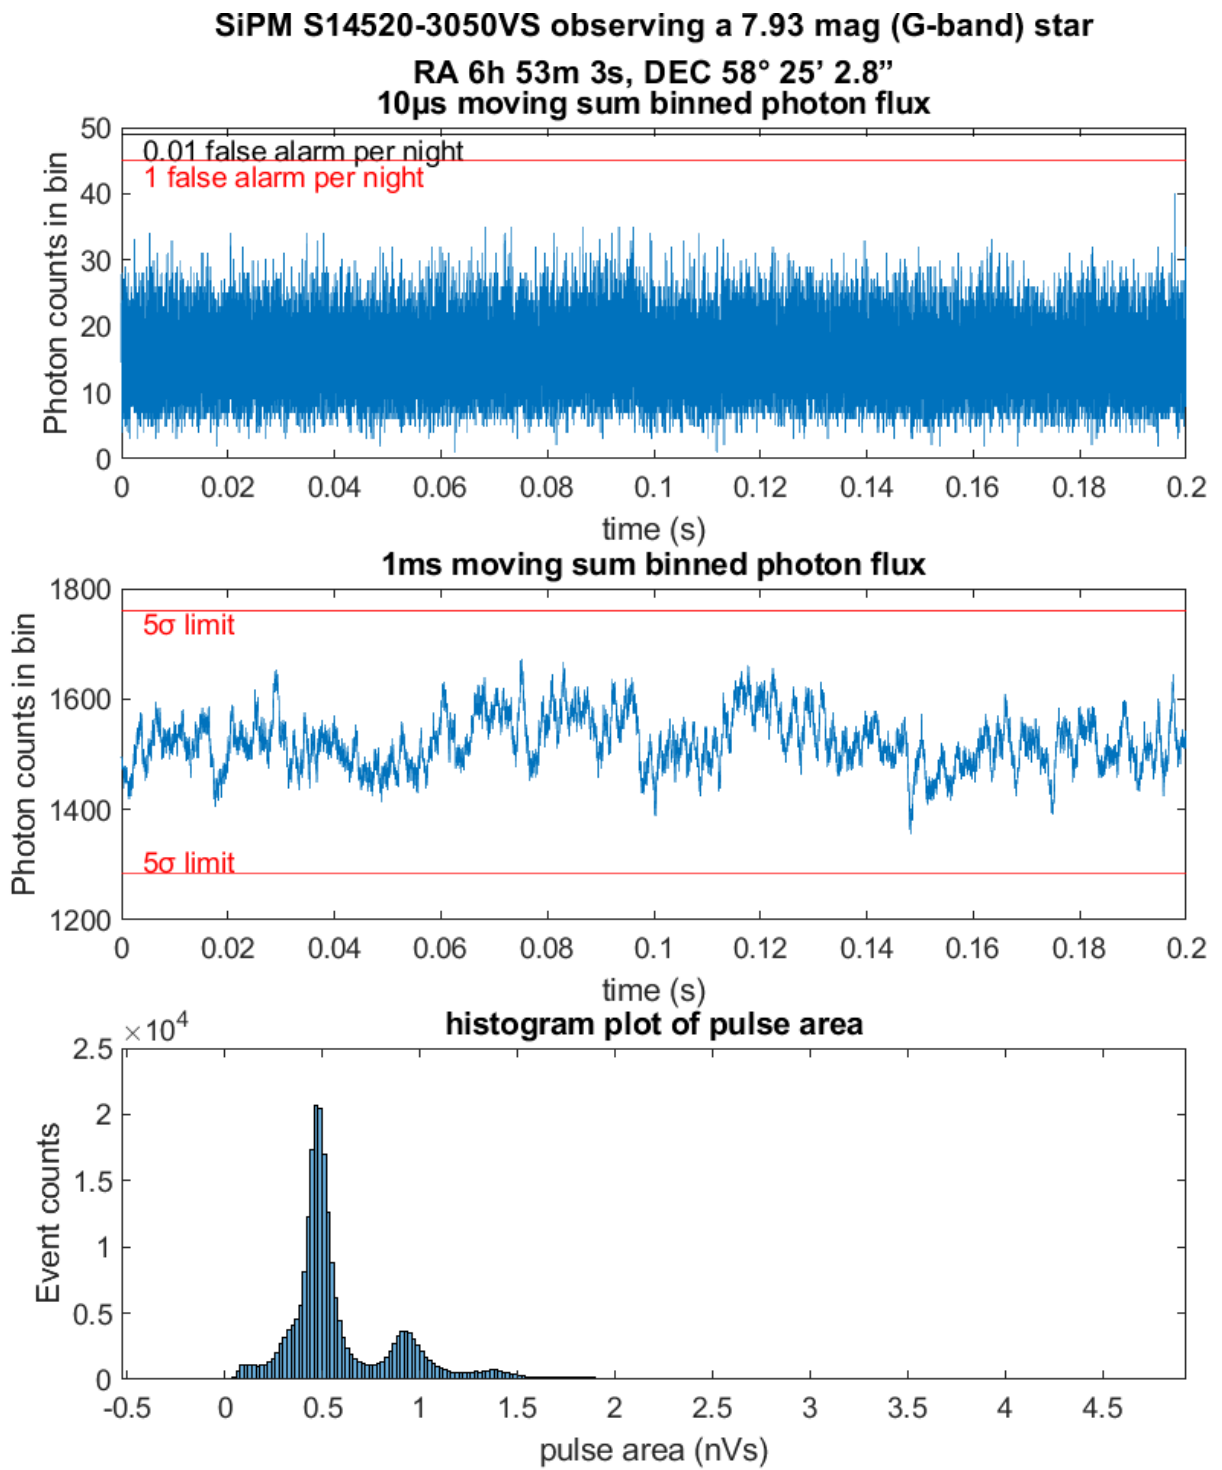 SiPM S14520-3050VS observing a 7.93 mag (G-band) star
RA 6h 53m 3s, DEC 58° 25’ 2.8”
10μs moving sum binned photon flux
50
40
30
20
10
0
Photon counts in bin
0.01 false alarm per night
1 false alarm per night
0 0.02 0.04 0.06 0.08 0.1 0.12 0.14 0.16 0.18 0.2
time (s)
1ms moving sum binned photon flux
1800
1600
1400
1200
Photon counts in bin
5σ limit
5σ limit
0 0.02 0.04 0.06 0.08 0.1 0.12 0.14 0.16 0.18 0.2
time (s)
histogram plot of pulse area
×10⁴
2.5
2
1.5
1
0.5
0
Event counts
-0.5 0 0.5 1 1.5 2 2.5 3 3.5 4 4.5
pulse area (nVs)